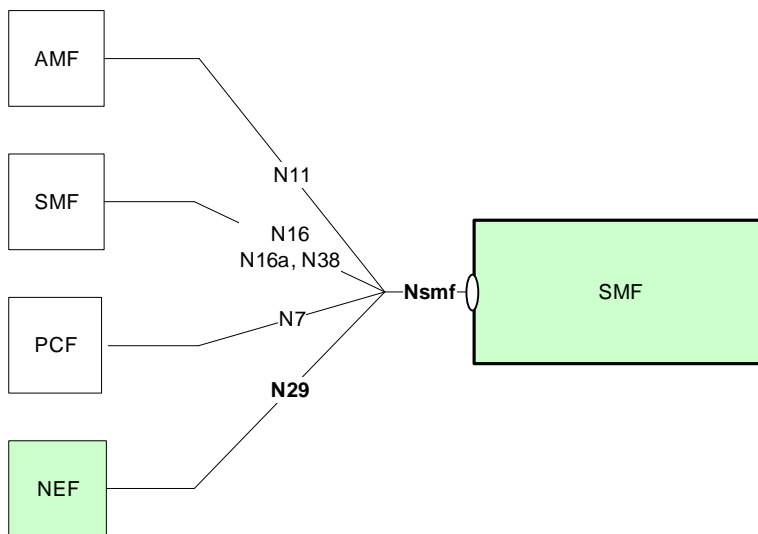 AMF
N11
SMF
N16
N16a, N38
Nsmf
SMF
PCF
N7
N29
NEF